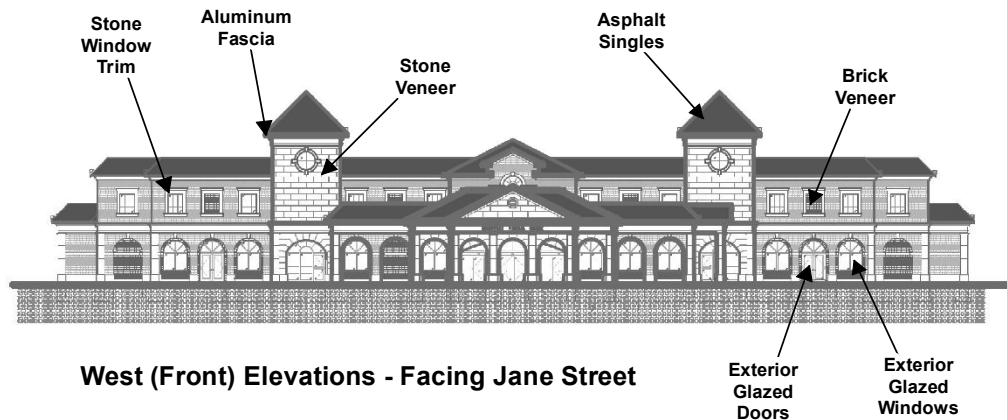 Stone
Window
Trim
Aluminum
Fascia
Stone
Veneer
Asphalt
Singles
Brick
Veneer
West (Front) Elevations - Facing Jane Street
Exterior
Glazed
Doors
Exterior
Glazed
Windows